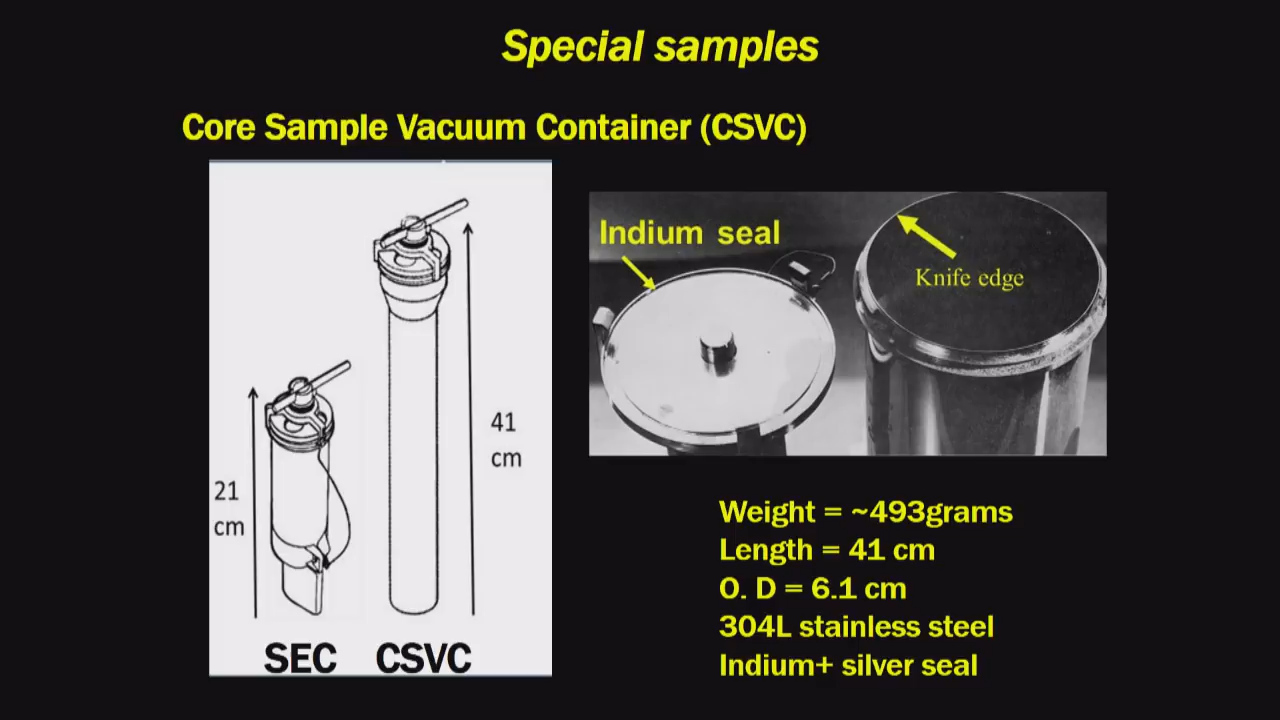 Special samples
Core Sample Vacuum Container (CSVC)
21
cm
41
cm
SEC
CSVC
Indium seal
Knife edge
Weight = ~493grams
Length = 41 cm
O. D = 6.1 cm
304L stainless steel
Indium+ silver seal